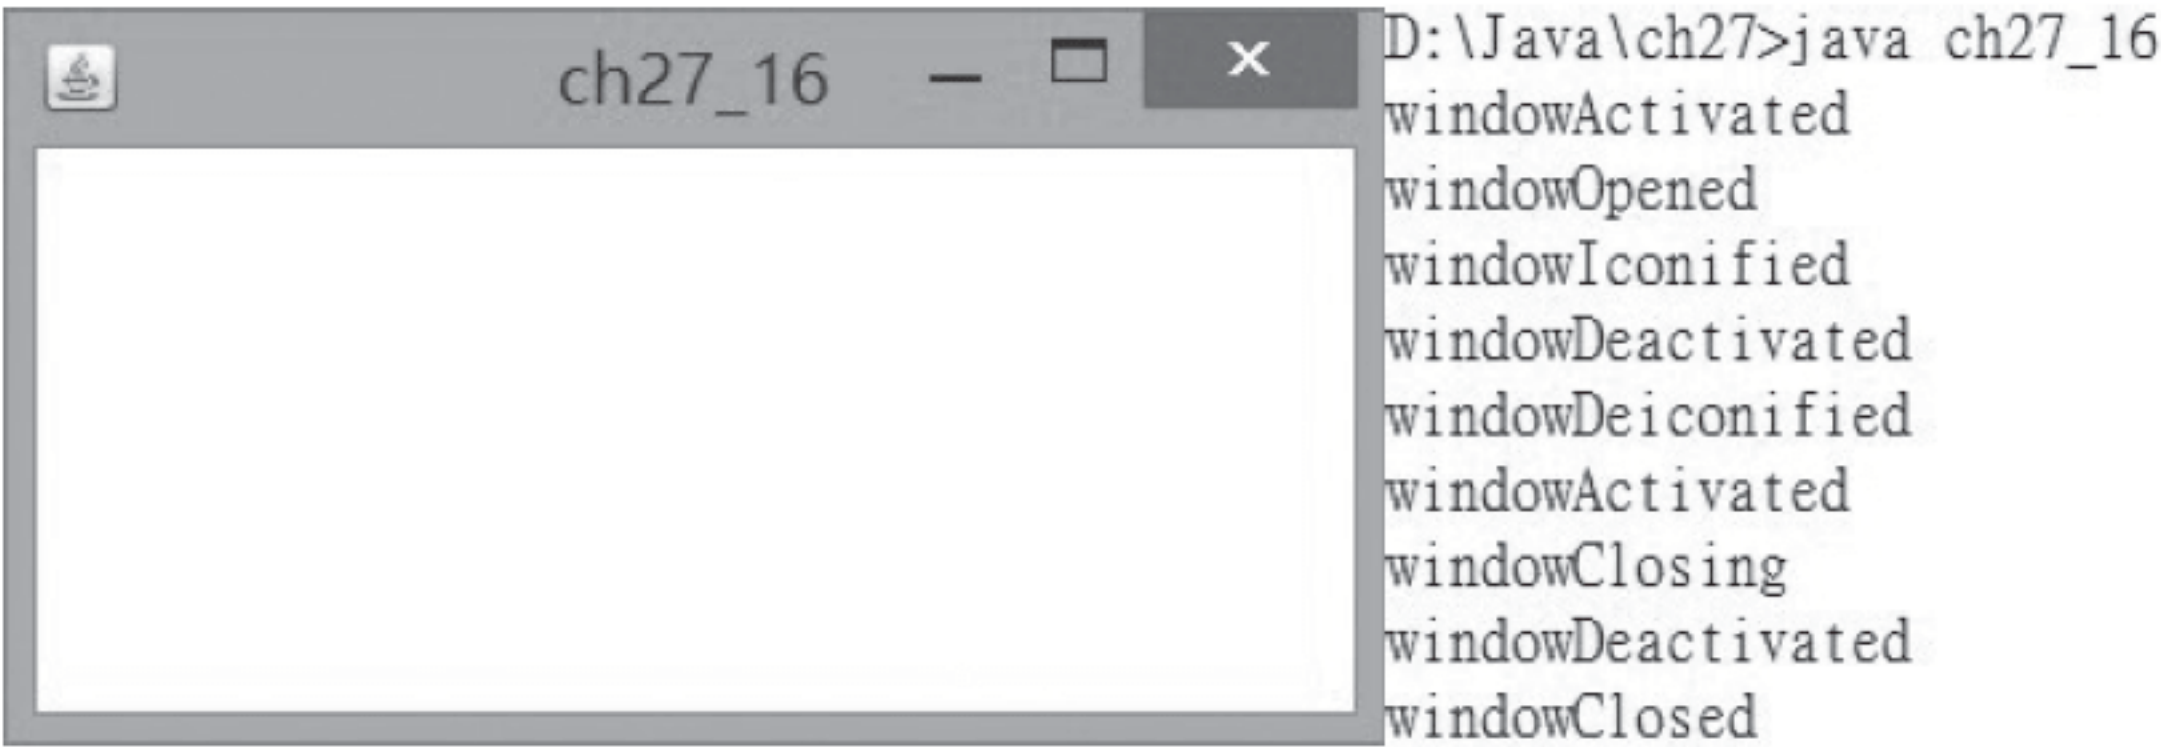 ch27_16
D:\Java\ch27>java ch27_16
windowActivated
windowOpened
windowIconified
windowDeactivated
windowDeiconified
windowActivated
windowClosing
windowDeactivated
windowClosed